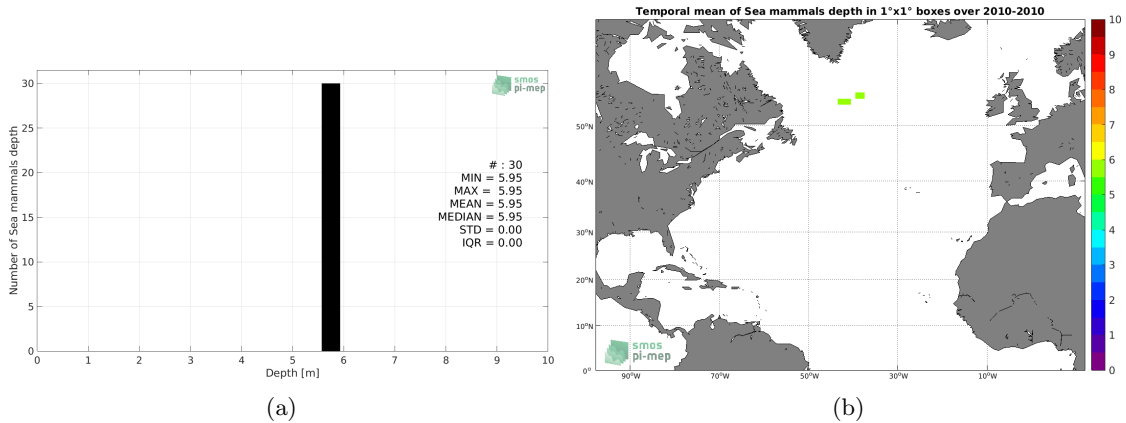 30
25
20
15
10
5
0
Number of Sea mammals depth
smos
pi-mep
# : 30
MIN = 5.95
MAX = 5.95
MEAN = 5.95
MEDIAN = 5.95
STD = 0.00
IQR = 0.00
0 1 2 3 4 5 6 7 8 9 10
Depth [m]
(a)
Temporal mean of Sea mammals depth in 1°x1° boxes over 2010-2010
50°N
40°N
30°N
20°N
10°N
0°
90°W 70°W 50°W 30°W 10°W
smos
pi-mep
10
9
8
7
6
5
4
3
2
1
0
(b)